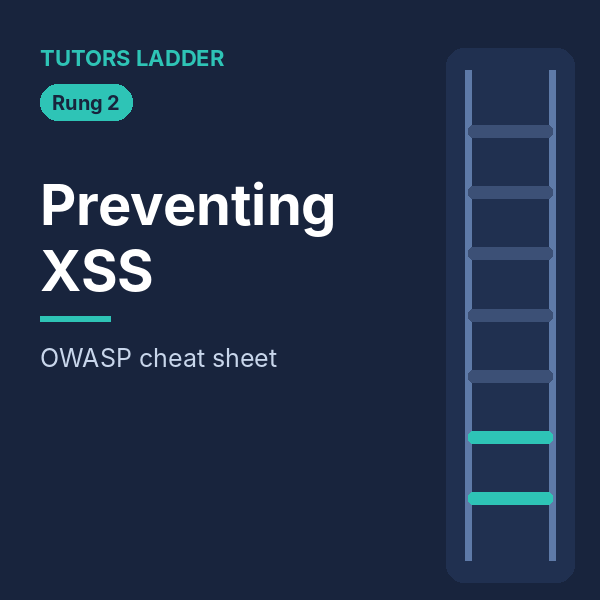 TUTORS LADDER
Rung 2
Preventing
XSS
OWASP cheat sheet